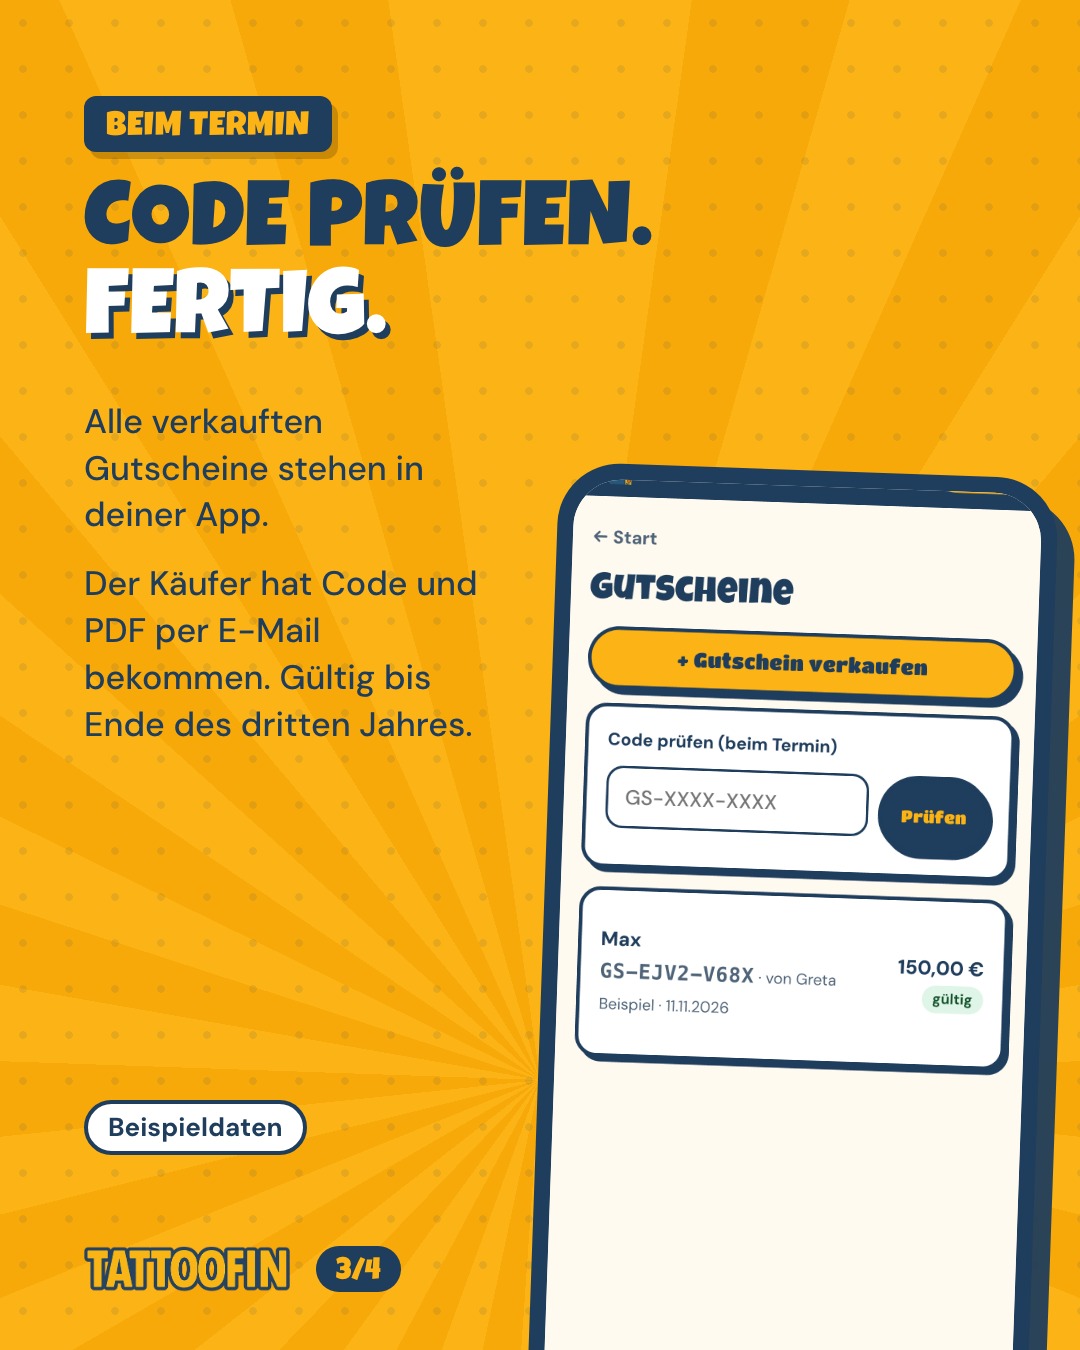 BEIM TERMIN
CODE PRÜFEN.
FERTIG.
Alle verkauften
Gutscheine stehen in
deiner App.
Der Käufer hat Code und
PDF per E-Mail
bekommen. Gültig bis
Ende des dritten Jahres.
← Start
Gutscheine
+ Gutschein verkaufen
Code prüfen (beim Termin)
GS-XXXX-XXXX
Prüfen
Max
GS-EJV2-V68X · von Greta
Beispiel · 11.11.2026
150,00 €
gültig
Beispieldaten
TATTOOFIN
3/4